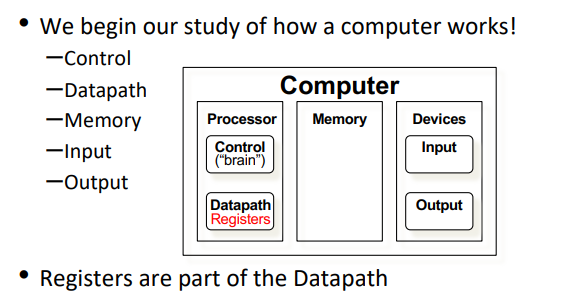 • We begin our study of how a computer works!
—Control
—Datapath
—Memory
—Input
—Output
Computer
Processor
Control
("brain")
Datapath
Registers
Memory
Devices
Input
Output
• Registers are part of the Datapath